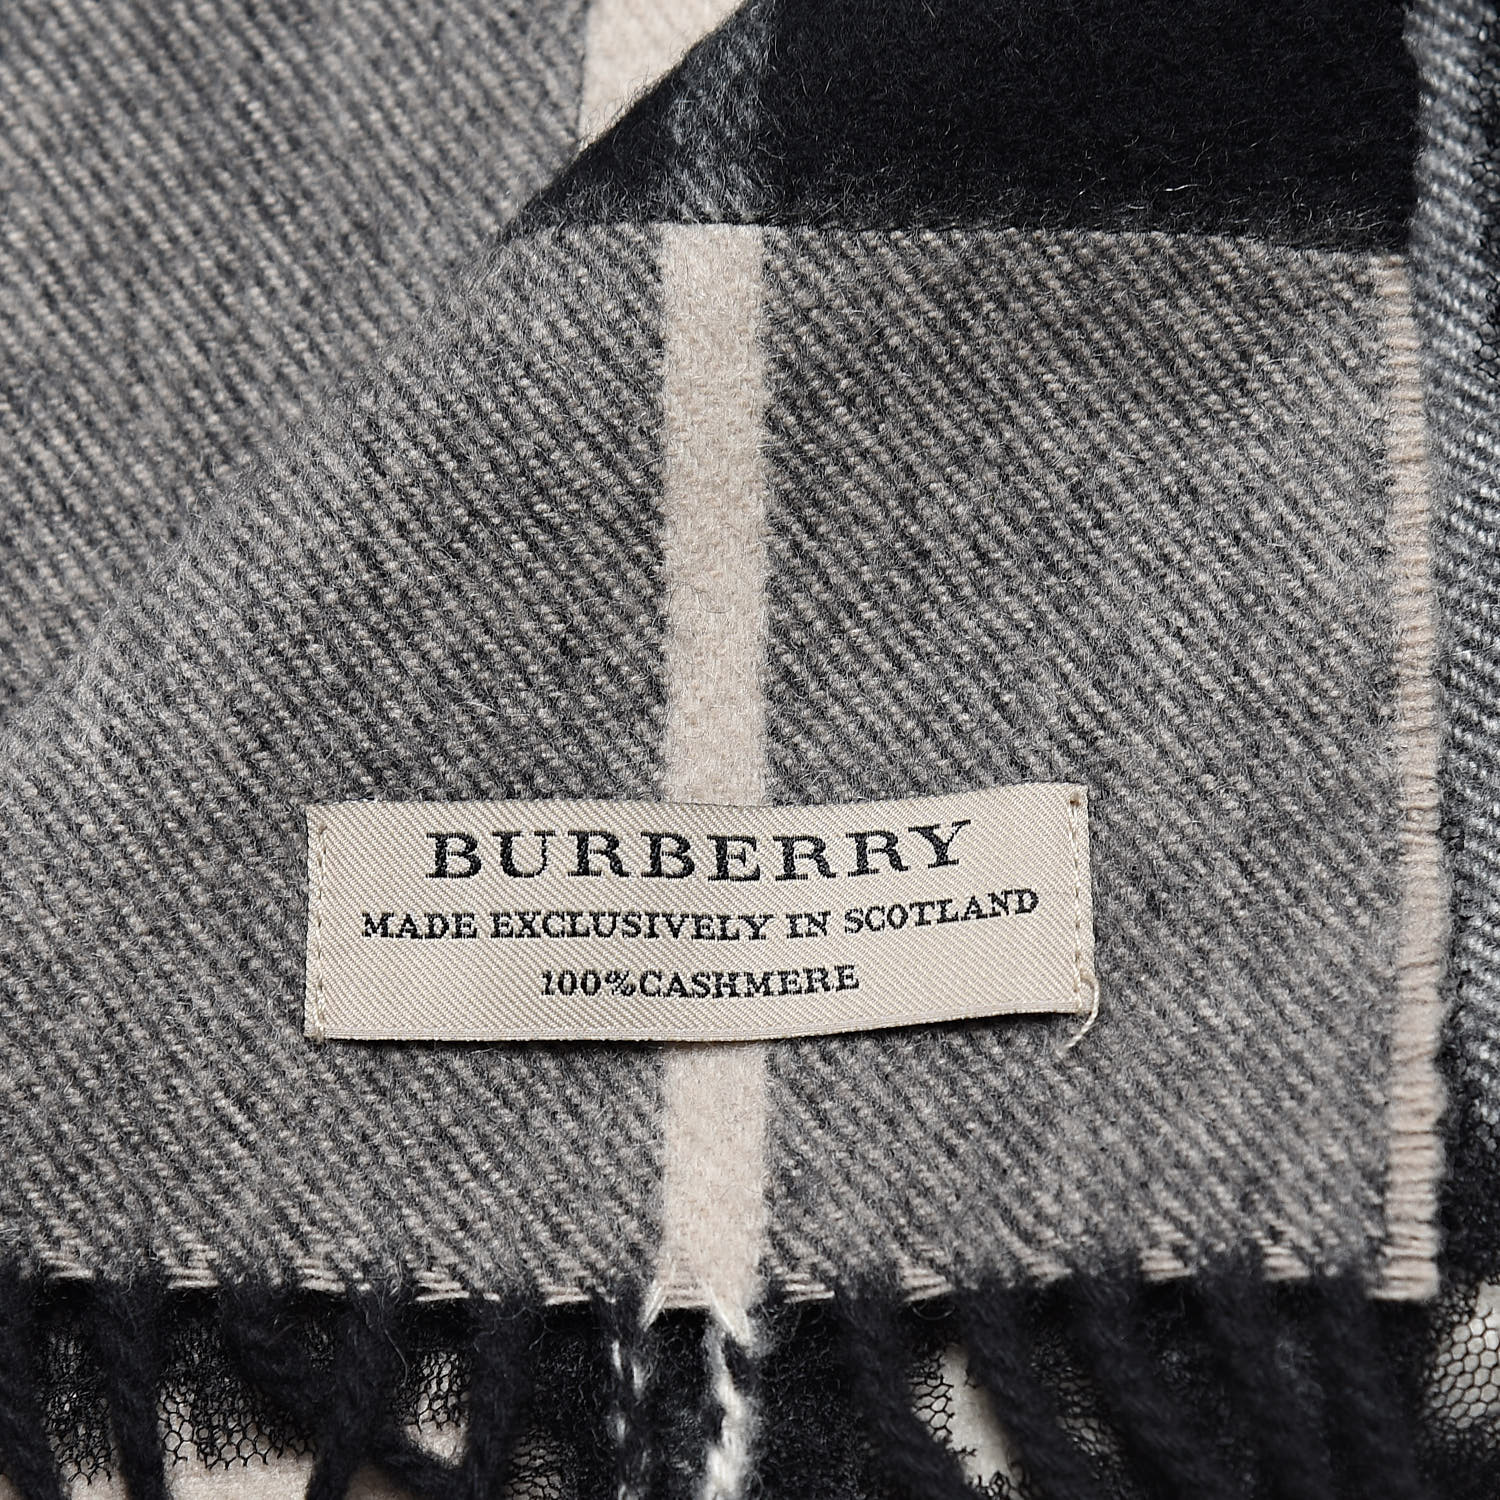 BURBERRY
MADE EXCLUSIVELY IN SCOTLAND
100%CASHMERE